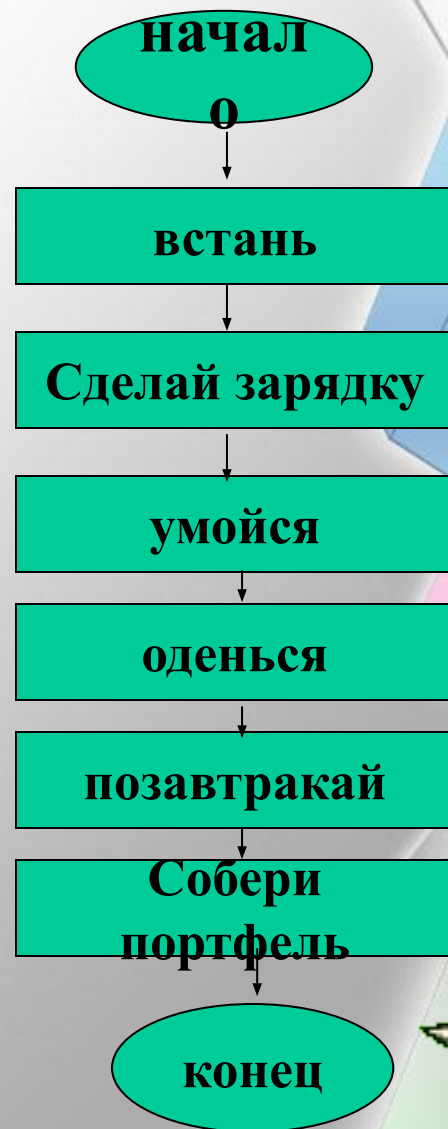 начал
о
встань
Сделай зарядку
умойся
оденься
позавтракай
Собери
портфель
конец